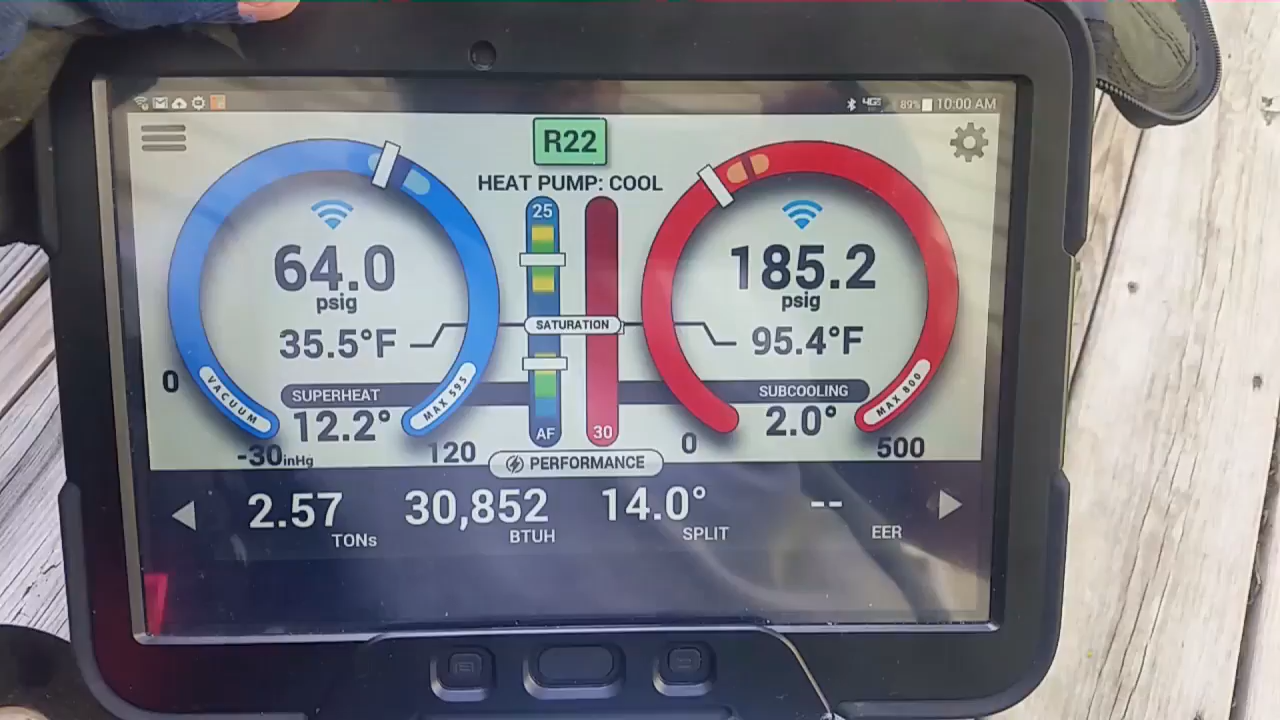 89% 10:00 AM
R22
HEAT PUMP: COOL
25
64.0
psig
35.5°F
185.2
psig
95.4°F
SATURATION
0
VACUUM
MAX 595
SUPERHEAT
12.2°
-30inHg
120
AF
30
SUBCOOLING
2.0°
MAX 800
0
500
PERFORMANCE
2.57
TONs
30,852
BTUH
14.0°
SPLIT
--
EER